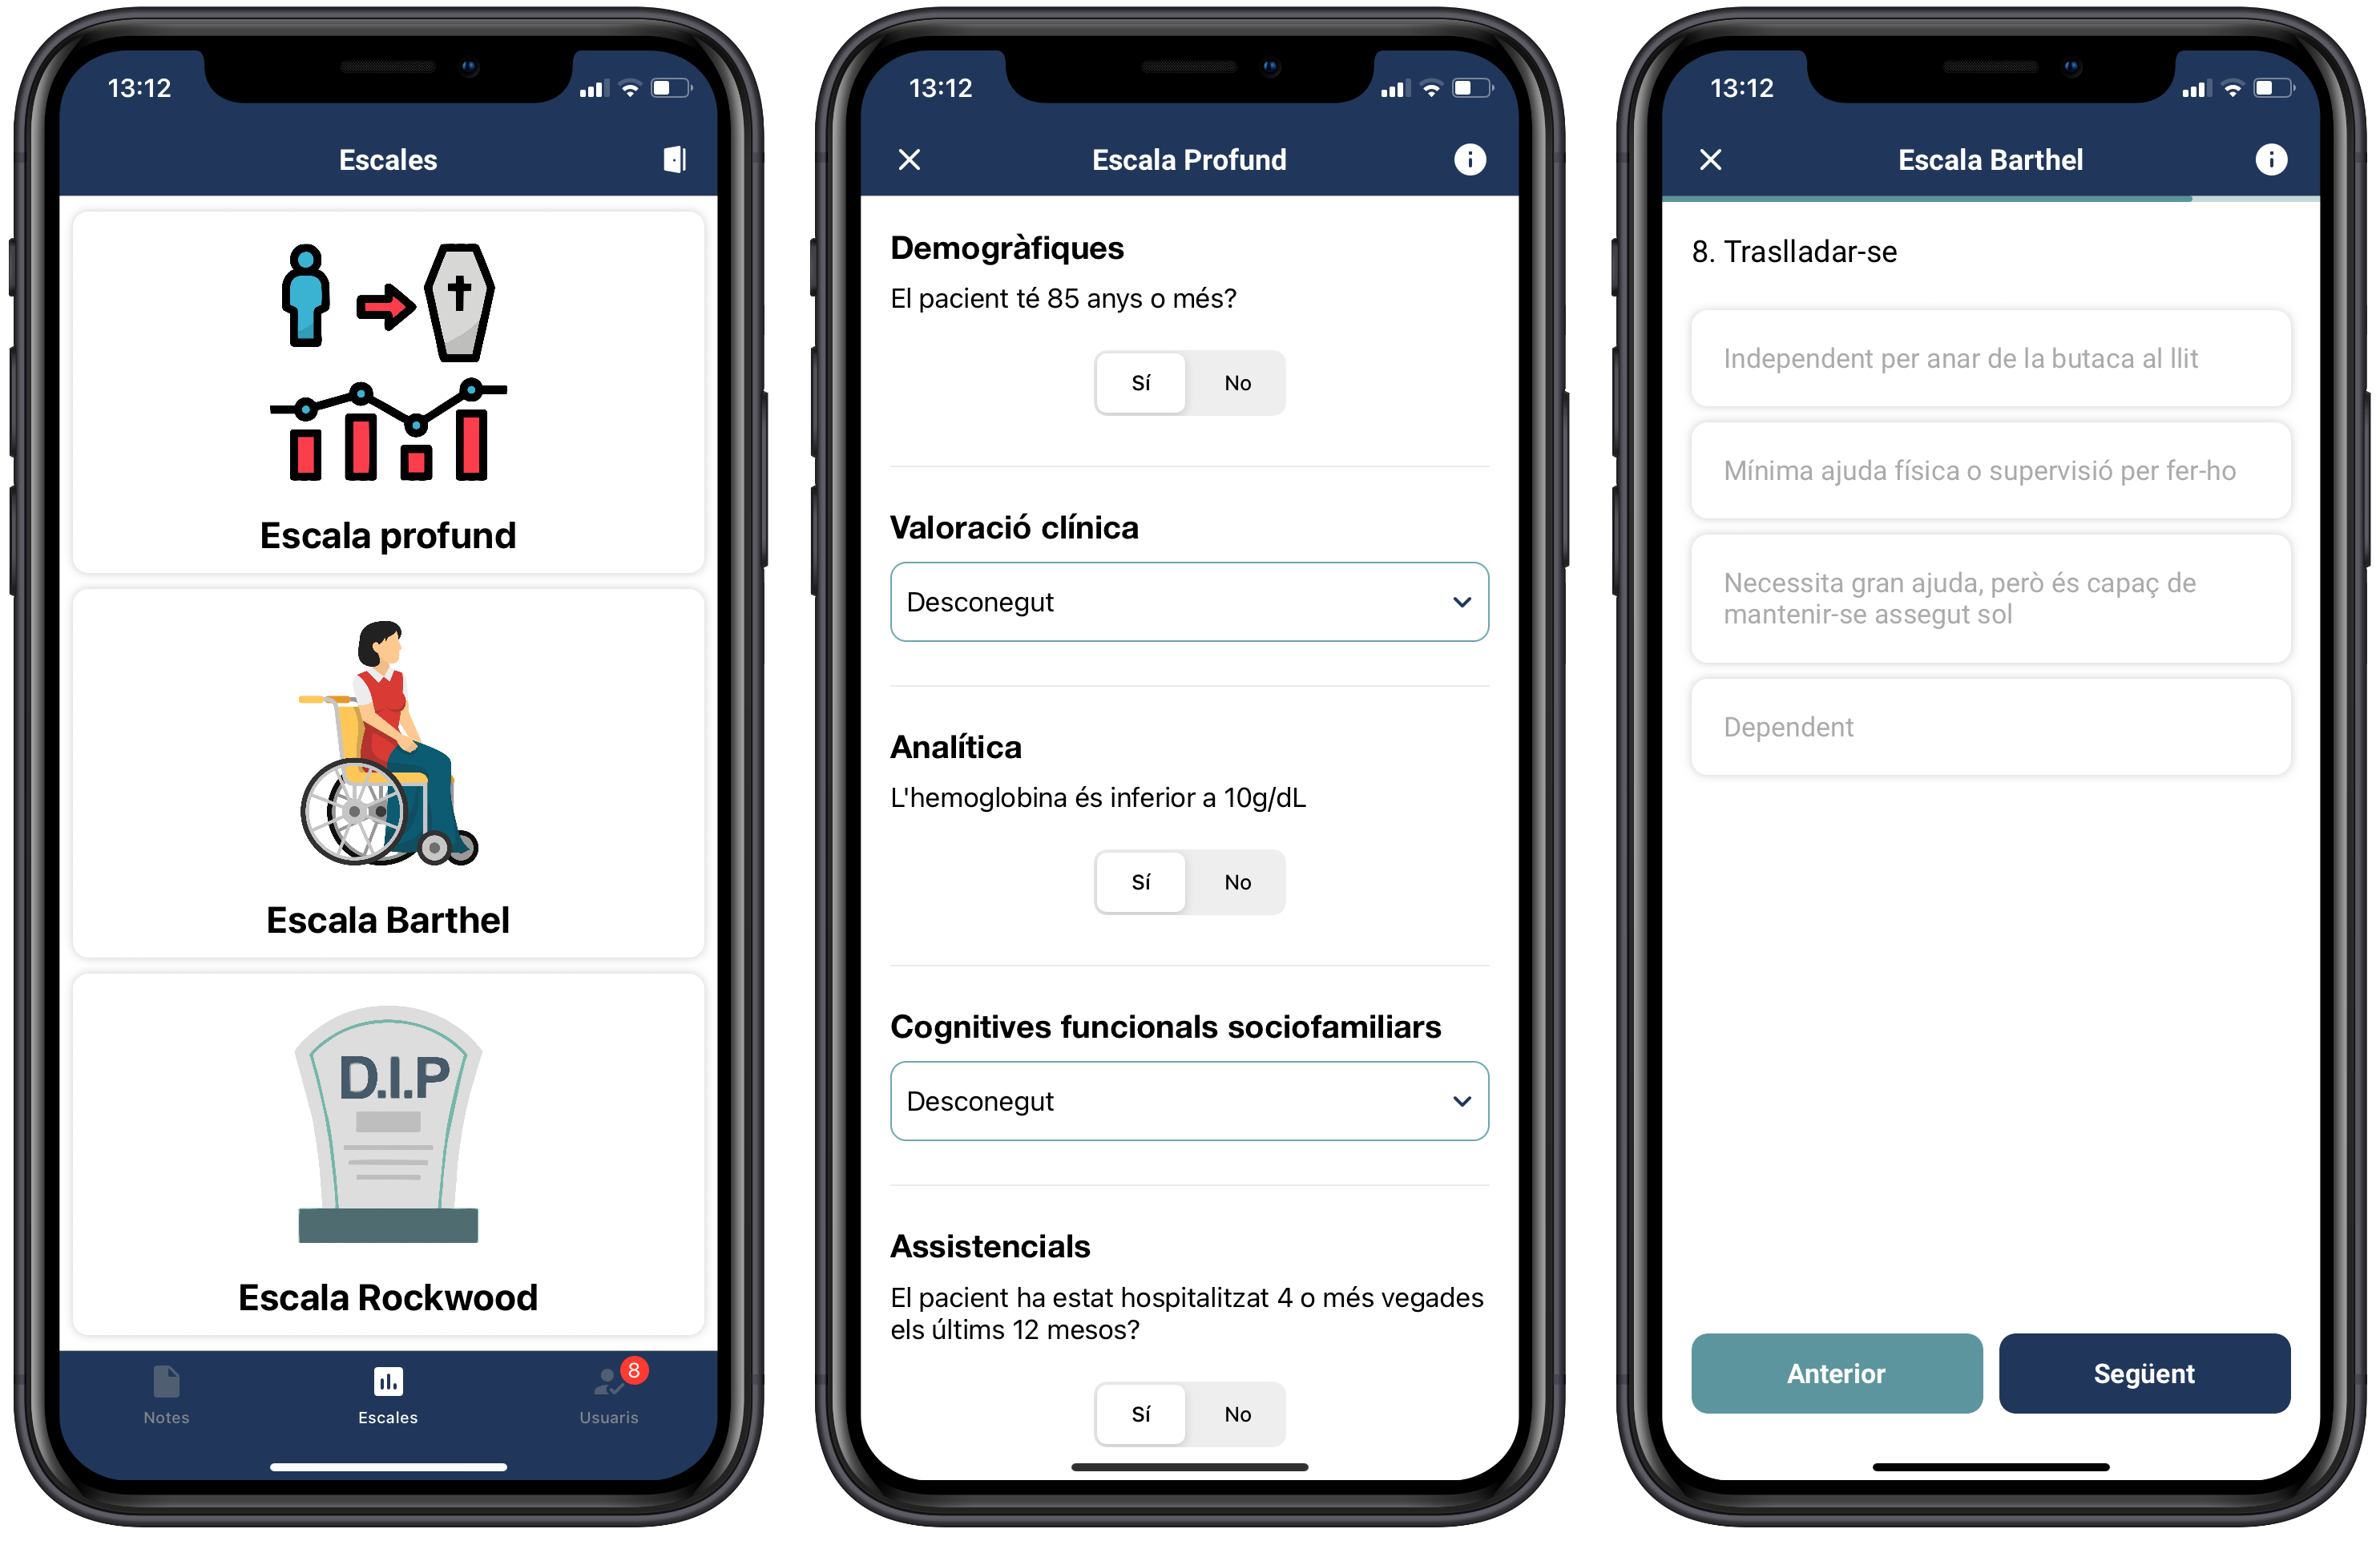 13:12
Escales
Escala profund
Escala Barthel
D.I.P
Escala Rockwood
8
Notes
Escales
Usuaris
13:12
Escala Profund
Demogràfiques
El pacient té 85 anys o més?
Sí No
Valoració clínica
Desconegut
Analítica
L'hemoglobina és inferior a 10g/dL
Sí No
Cognitives funcionals sociofamiliars
Desconegut
Assistencials
El pacient ha estat hospitalitzat 4 o més vegades
els últims 12 mesos?
Sí No
13:12
Escala Barthel
8. Traslladar-se
Independent per anar de la butaca al llit
Mínima ajuda física o supervisió per fer-ho
Necessita gran ajuda, però és capaç de
mantenir-se assegut sol
Dependent
Anterior
Següent